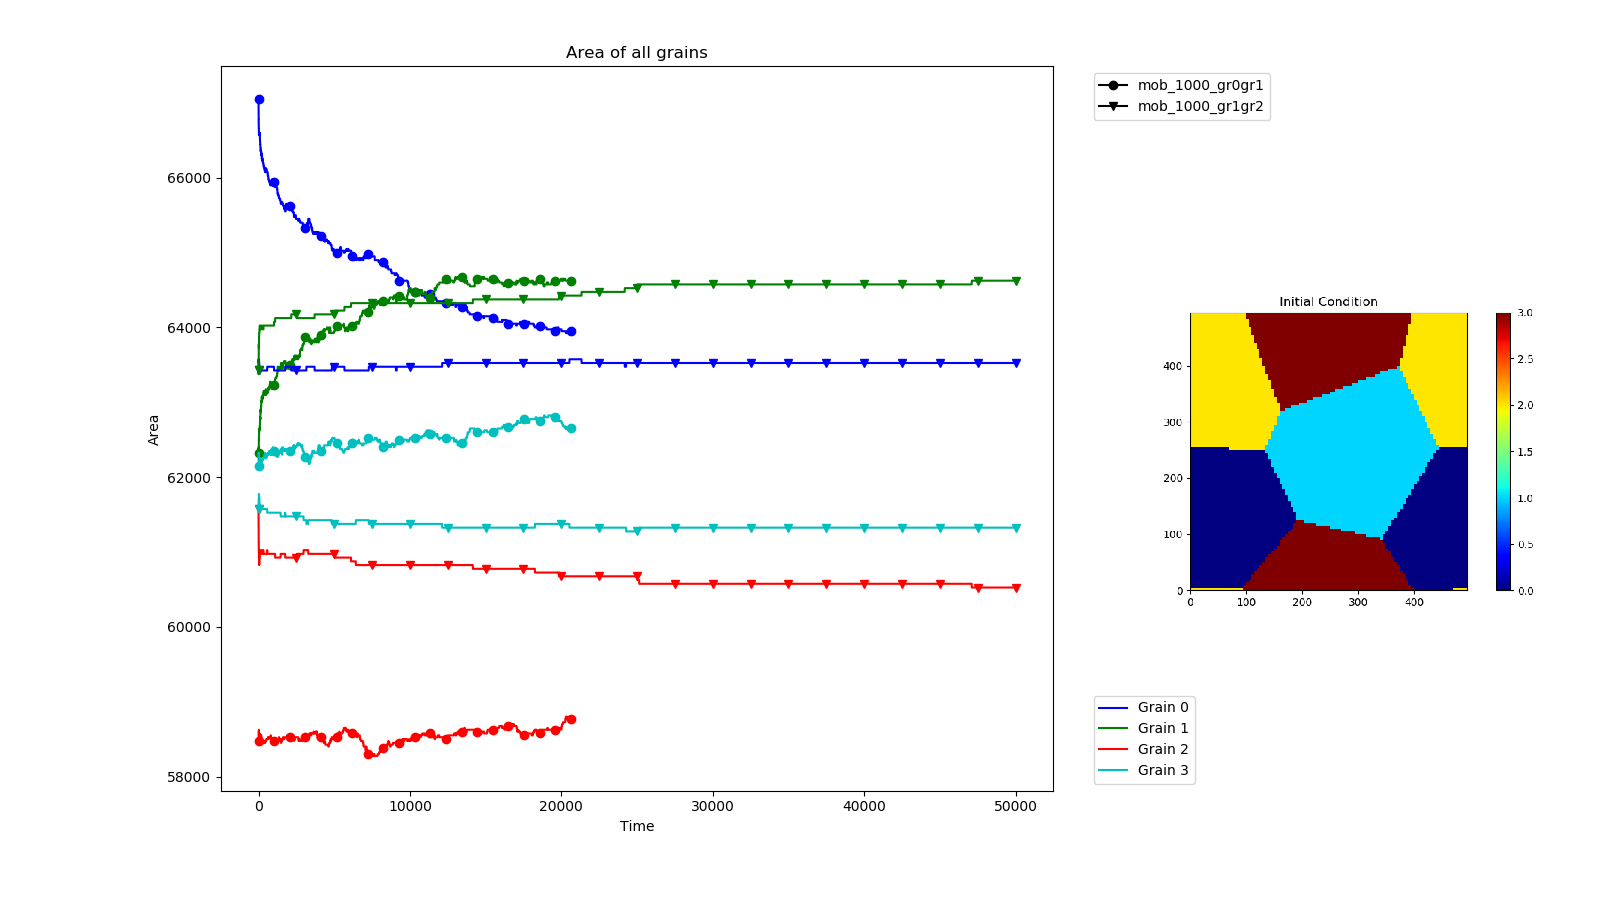 Area of all grains
mob_1000_gr0gr1
mob_1000_gr1gr2
66000
64000
62000
60000
58000
Area
0 10000 20000 30000 40000 50000
Time
Initial Condition
400
300
200
100
0
0 100 200 300 400
3.0
2.5
2.0
1.5
1.0
0.5
0.0
Grain 0
Grain 1
Grain 2
Grain 3